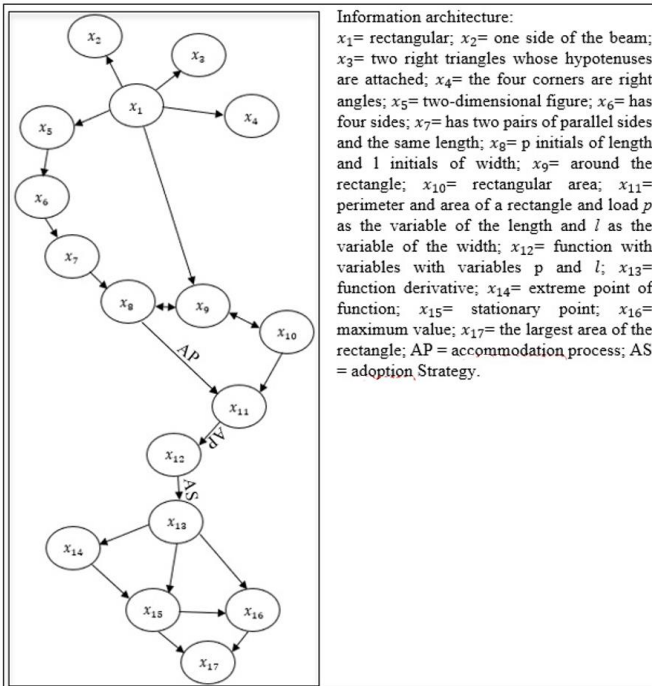 x₂
x₃
x₁
x₄
x₅
x₆
x₇
x₈
x₉
x₁₀
AP
x₁₁
AP
x₁₂
AS
x₁₃
x₁₄
x₁₅
x₁₆
x₁₇
Information architecture:
x₁= rectangular; x₂= one side of the beam;
x₃= two right triangles whose hypotenuses
are attached; x₄= the four corners are right
angles; x₅= two-dimensional figure; x₆= has
four sides; x₇= has two pairs of parallel sides
and the same length; x₈= p initials of length
and l initials of width; x₉= around the
rectangle; x₁₀= rectangular area; x₁₁=
perimeter and area of a rectangle and load p
as the variable of the length and l as the
variable of the width; x₁₂= function with
variables with variables p and l; x₁₃=
function derivative; x₁₄= extreme point of
function; x₁₅= stationary point; x₁₆=
maximum value; x₁₇= the largest area of the
rectangle; AP = accommodation process; AS
= adoption Strategy.